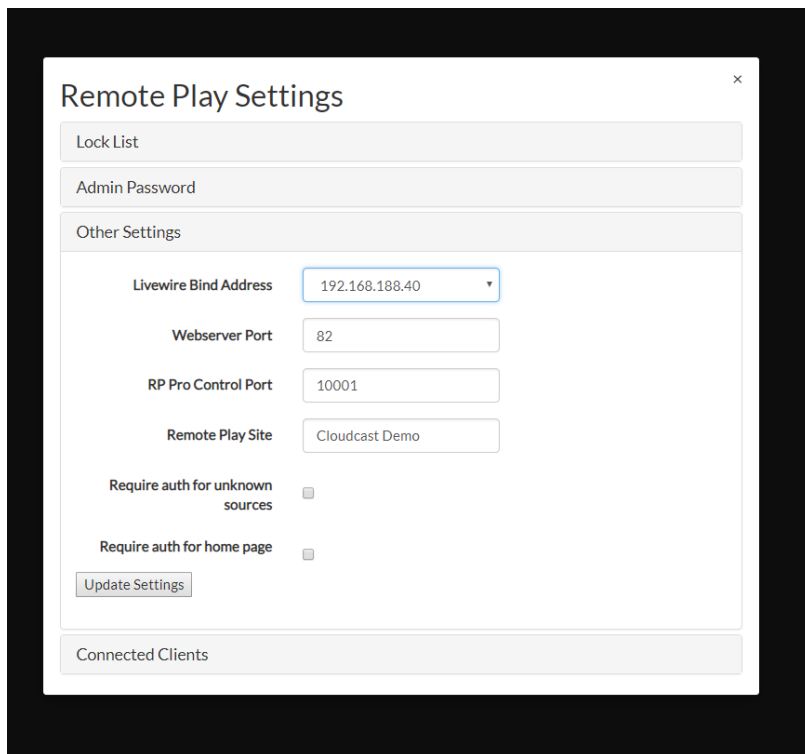 Remote Play Settings
×
Lock List
Admin Password
Other Settings
Livewire Bind Address
192.168.188.40
Webserver Port
82
RP Pro Control Port
10001
Remote Play Site
Cloudcast Demo
Require auth for unknown
sources
Require auth for home page
Update Settings
Connected Clients